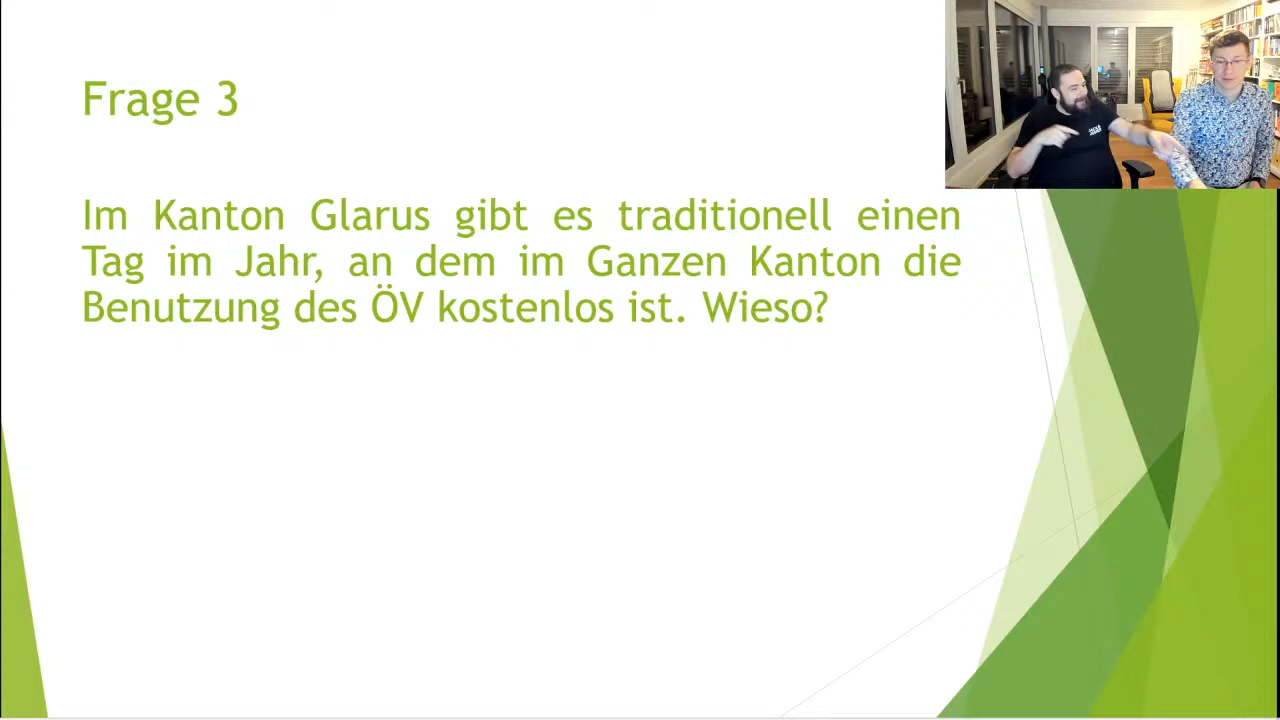 Frage 3
Im Kanton Glarus gibt es traditionell einen
Tag im Jahr, an dem im Ganzen Kanton die
Benutzung des ÖV kostenlos ist. Wieso?